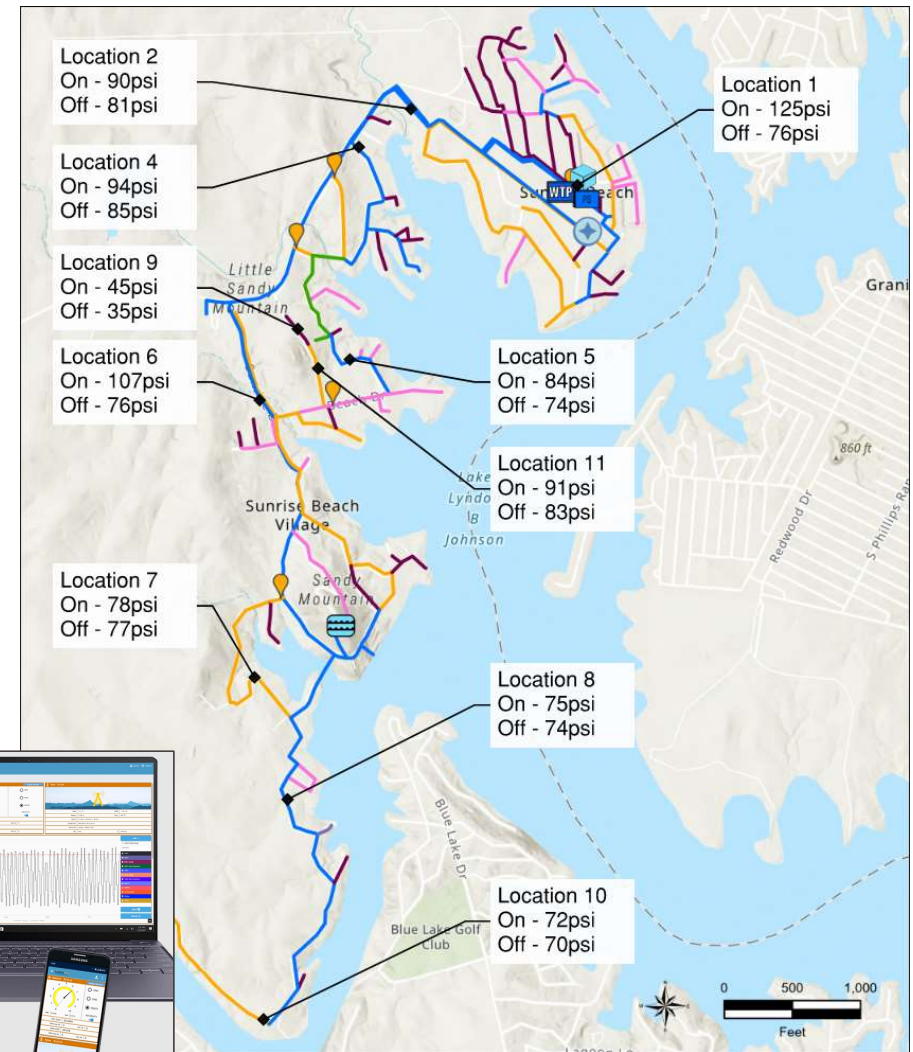 Location 2
On - 90psi
Off - 81psi
Location 1
On - 125psi
Off - 76psi
Location 4
On - 94psi
Off - 85psi
WTP
Location 9
On - 45psi
Off - 35psi
Little
Sandy
Mountain
Location 6
On - 107psi
Off - 76psi
Location 5
On - 84psi
Off - 74psi
Beach Dr
860 ft
Location 11
On - 91psi
Off - 83psi
Redwood Dr
Sunrise Beach
Village
Johnson
B
Location 7
On - 78psi
Off - 77psi
Sandy
Mountain
Location 8
On - 75psi
Off - 74psi
Blue Lake Dr
Location 10
On - 72psi
Off - 70psi
Blue Lake Golf
Club
0 500 1,000
Feet
SAMSUNG